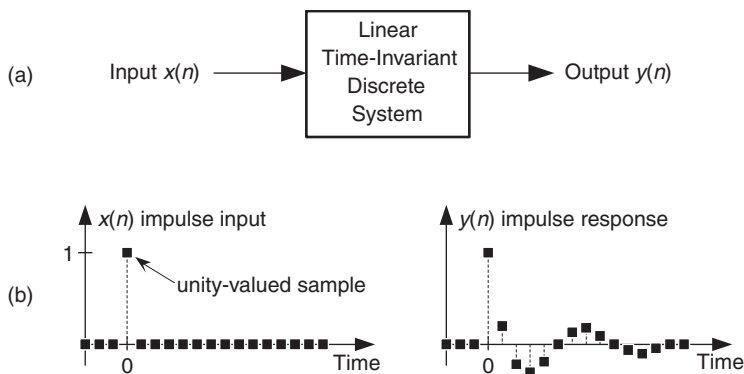 (a)
Input x(n)
Linear
Time-Invariant
Discrete
System
Output y(n)
(b)
x(n) impulse input
1
unity-valued sample
0
Time
y(n) impulse response
0
Time